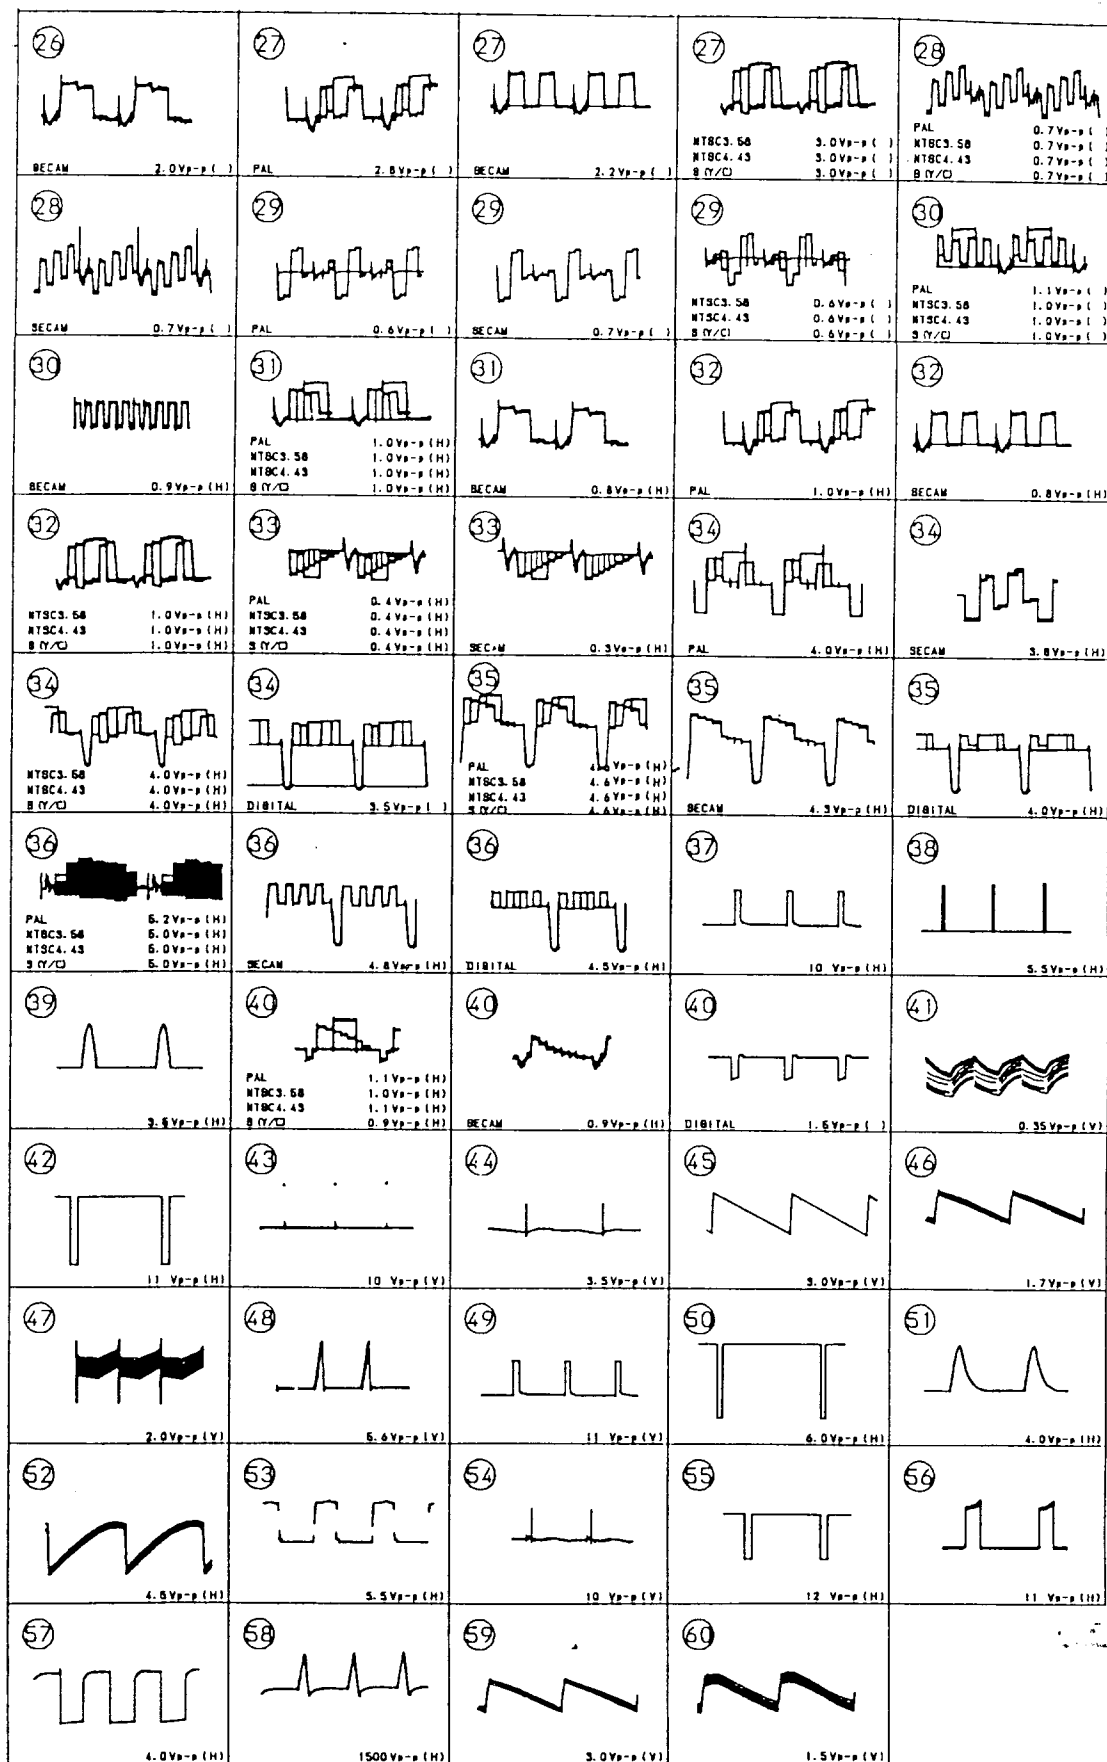 26
SECAM 2.0Vp-p ( )
27
PAL 2.8Vp-p ( )
27
SECAM 2.2Vp-p ( )
27
NTSC3.58 3.0Vp-p ( )
NTSC4.43 3.0Vp-p ( )
S (Y/C) 3.0Vp-p ( )
28
PAL 0.7Vp-p ( )
NTSC3.58 0.7Vp-p ( )
NTSC4.43 0.7Vp-p ( )
S (Y/C) 0.7Vp-p ( )
28
SECAM 0.7Vp-p ( )
29
PAL 0.6Vp-p ( )
29
SECAM 0.7Vp-p ( )
29
NTSC3.58 0.6Vp-p ( )
NTSC4.43 0.6Vp-p ( )
S (Y/C) 0.6Vp-p ( )
30
PAL 1.1Vp-p ( )
NTSC3.58 1.0Vp-p ( )
NTSC4.43 1.0Vp-p ( )
S (Y/C) 1.0Vp-p ( )
30
SECAM 0.9Vp-p (H)
31
PAL 1.0Vp-p (H)
NTSC3.58 1.0Vp-p (H)
NTSC4.43 1.0Vp-p (H)
S (Y/C) 1.0Vp-p (H)
31
SECAM 0.8Vp-p (H)
32
PAL 1.0Vp-p (H)
32
SECAM 0.8Vp-p (H)
32
NTSC3.58 1.0Vp-p (H)
NTSC4.43 1.0Vp-p (H)
S (Y/C) 1.0Vp-p (H)
33
PAL 0.4Vp-p (H)
NTSC3.58 0.4Vp-p (H)
NTSC4.43 0.4Vp-p (H)
S (Y/C) 0.4Vp-p (H)
33
SECAM 0.3Vp-p (H)
34
PAL 4.0Vp-p (H)
34
SECAM 3.8Vp-p (H)
34
NTSC3.58 4.0Vp-p (H)
NTSC4.43 4.0Vp-p (H)
S (Y/C) 4.0Vp-p (H)
34
DIGITAL 3.5Vp-p ( )
35
PAL 4.6Vp-p (H)
NTSC3.58 4.6Vp-p (H)
NTSC4.43 4.6Vp-p (H)
S (Y/C) 4.6Vp-p (H)
35
SECAM 4.3Vp-p (H)
35
DIGITAL 4.0Vp-p (H)
36
PAL 5.2Vp-p (H)
NTSC3.58 5.0Vp-p (H)
NTSC4.43 5.0Vp-p (H)
S (Y/C) 5.0Vp-p (H)
36
SECAM 4.8Vp-p (H)
36
DIGITAL 4.5Vp-p (H)
37
10 Vp-p (H)
38
5.5Vp-p (H)
39
3.6Vp-p (H)
40
PAL 1.1Vp-p (H)
NTSC3.58 1.0Vp-p (H)
NTSC4.43 1.1Vp-p (H)
S (Y/C) 0.9Vp-p (H)
40
SECAM 0.9Vp-p (H)
40
DIGITAL 1.6Vp-p ( )
41
0.35Vp-p (V)
42
11 Vp-p (H)
43
10 Vp-p (V)
44
3.5Vp-p (V)
45
3.0Vp-p (V)
46
1.7Vp-p (V)
47
2.0Vp-p (V)
48
5.6Vp-p (V)
49
11 Vp-p (V)
50
6.0Vp-p (H)
51
4.0Vp-p (H)
52
4.5Vp-p (H)
53
5.5Vp-p (H)
54
10 Vp-p (V)
55
12 Vp-p (H)
56
11 Vp-p (H)
57
4.0Vp-p (H)
58
1500Vp-p (H)
59
3.0Vp-p (V)
60
1.5Vp-p (V)